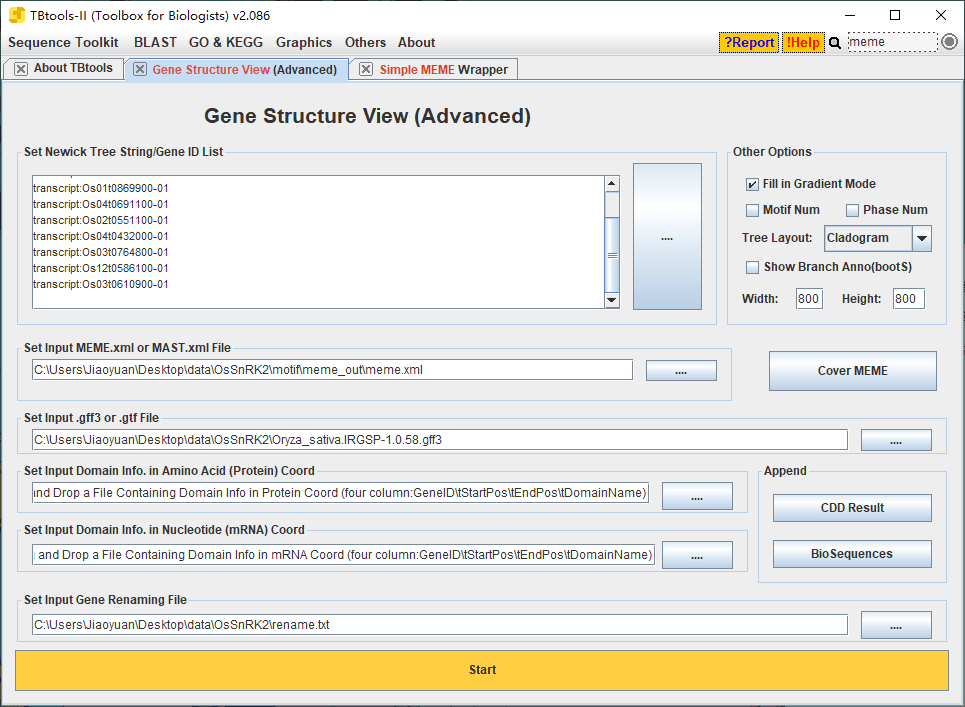 TBtools-II (Toolbox for Biologists) v2.086
Sequence Toolkit BLAST GO & KEGG Graphics Others About ?Report !Help meme
About TBtools Gene Structure View (Advanced) Simple MEME Wrapper
Gene Structure View (Advanced)
Set Newick Tree String/Gene ID List
transcript:Os01t0869900-01
transcript:Os04t0691100-01
transcript:Os02t0551100-01
transcript:Os04t0432000-01
transcript:Os03t0764800-01
transcript:Os12t0586100-01
transcript:Os03t0610900-01
....
Other Options
Fill in Gradient Mode
Motif Num Phase Num
Tree Layout: Cladogram
Show Branch Anno(bootS)
Width: 800 Height: 800
Set Input MEME.xml or MAST.xml File
C:\Users\Jiaoyuan\Desktop\data\OsSnRK2\motif\meme_out\meme.xml ....
Cover MEME
Set Input .gff3 or .gtf File
C:\Users\Jiaoyuan\Desktop\data\OsSnRK2\Oryza_sativa.IRGSP-1.0.58.gff3 ....
Set Input Domain Info. in Amino Acid (Protein) Coord
and Drop a File Containing Domain Info in Protein Coord (four column:GeneID\tStartPos\tEndPos\tDomainName) ....
Set Input Domain Info. in Nucleotide (mRNA) Coord
and Drop a File Containing Domain Info in mRNA Coord (four column:GeneID\tStartPos\tEndPos\tDomainName) ....
Append
CDD Result
BioSequences
Set Input Gene Renaming File
C:\Users\Jiaoyuan\Desktop\data\OsSnRK2\rename.txt ....
Start